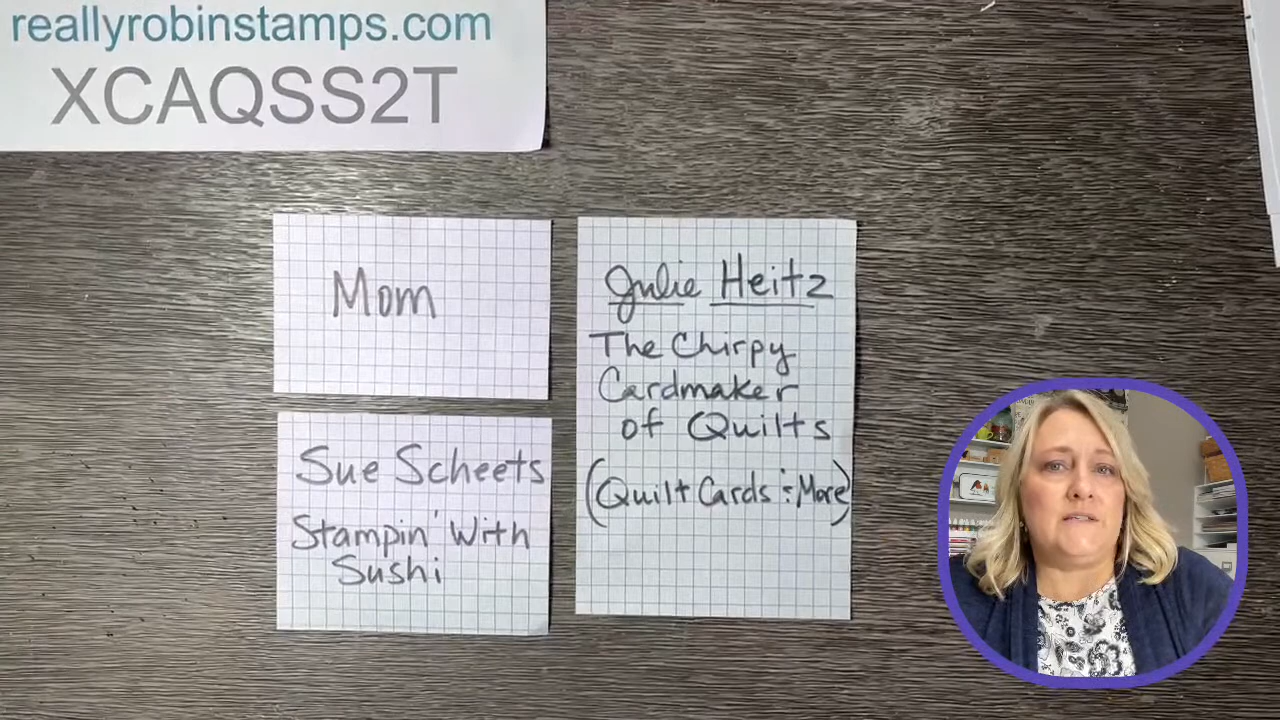 reallyrobinstamps.com
XCAQSS2T
Mom
Sue Scheets
Stampin' With
Sushi
Julie Heitz
The Chirpy
Cardmaker
of Quilts
(Quilt Cards & More)